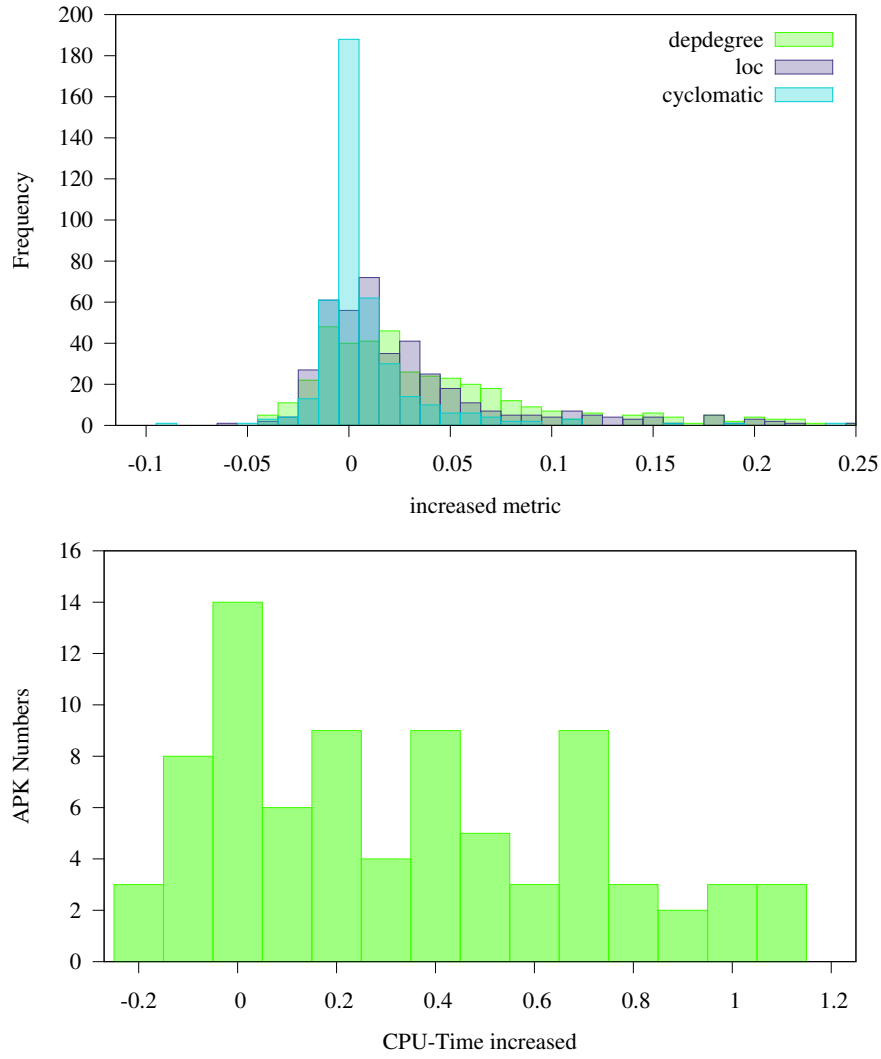 200
180
160
140
120
100
80
60
40
20
0
Frequency
depdegree
loc
cyclomatic
-0.1 -0.05 0 0.05 0.1 0.15 0.2 0.25
increased metric
16
14
12
10
8
6
4
2
0
APK Numbers
-0.2 0 0.2 0.4 0.6 0.8 1 1.2
CPU-Time increased